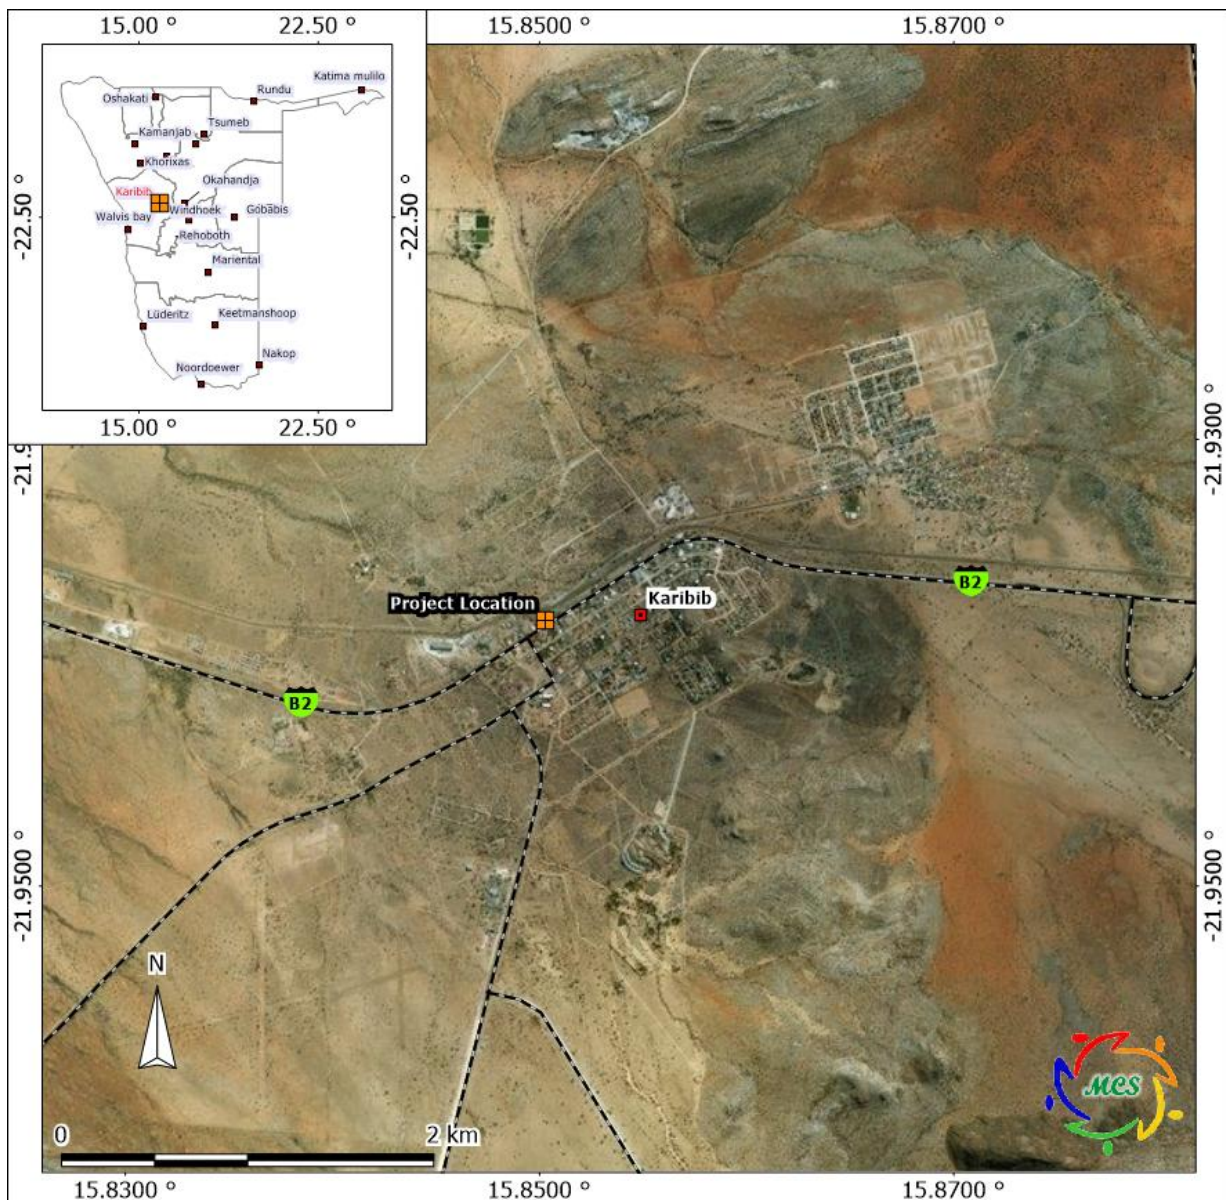 15.00 °
22.50 °
15.8500 °
15.8700 °
Katima mulilo
Rundu
Oshakati
Tsumeb
Kamanjab
Khorixas
Okahandja
Karibib
Windhoek
Gobabis
Walvis bay
Rehoboth
Mariental
Lüderitz
Keetmanshoop
Nakop
Noordoewer
-22.50 °
-22.50 °
15.00 °
22.50 °
-21.9
-21.9300 °
B2
Project Location
Karibib
B2
-21.9500 °
-21.9500 °
N
MCS
0
2 km
15.8300 °
15.8500 °
15.8700 °